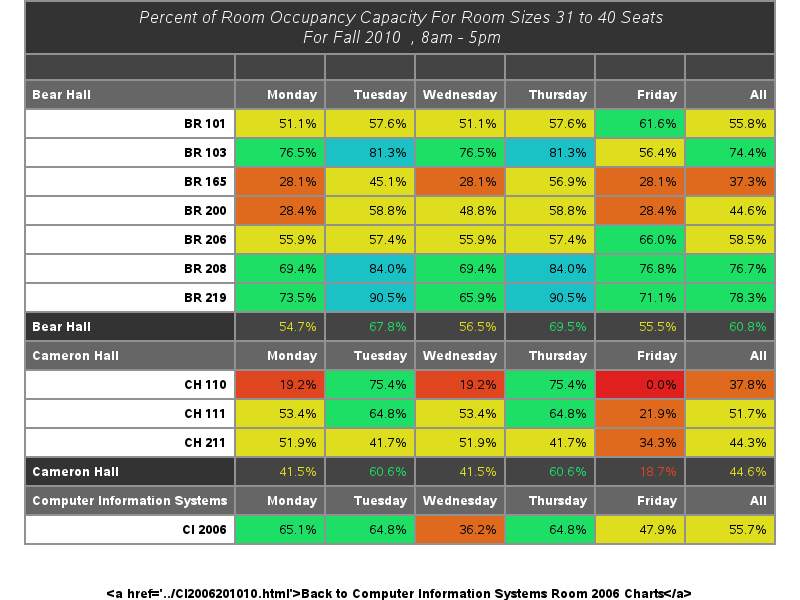 Percent of Room Occupancy Capacity For Room Sizes 31 to 40 Seats
For Fall 2010 , 8am - 5pm
Bear Hall Monday Tuesday Wednesday Thursday Friday All
BR 101 51.1% 57.6% 51.1% 57.6% 61.6% 55.8%
BR 103 76.5% 81.3% 76.5% 81.3% 56.4% 74.4%
BR 165 28.1% 45.1% 28.1% 56.9% 28.1% 37.3%
BR 200 28.4% 58.8% 48.8% 58.8% 28.4% 44.6%
BR 206 55.9% 57.4% 55.9% 57.4% 66.0% 58.5%
BR 208 69.4% 84.0% 69.4% 84.0% 76.8% 76.7%
BR 219 73.5% 90.5% 65.9% 90.5% 71.1% 78.3%
Bear Hall 54.7% 67.8% 56.5% 69.5% 55.5% 60.8%
Cameron Hall Monday Tuesday Wednesday Thursday Friday All
CH 110 19.2% 75.4% 19.2% 75.4% 0.0% 37.8%
CH 111 53.4% 64.8% 53.4% 64.8% 21.9% 51.7%
CH 211 51.9% 41.7% 51.9% 41.7% 34.3% 44.3%
Cameron Hall 41.5% 60.6% 41.5% 60.6% 18.7% 44.6%
Computer Information Systems Monday Tuesday Wednesday Thursday Friday All
CI 2006 65.1% 64.8% 36.2% 64.8% 47.9% 55.7%
&lt;a href='../CI2006201010.html'&gt;Back to Computer Information Systems Room 2006 Charts&lt;/a&gt;